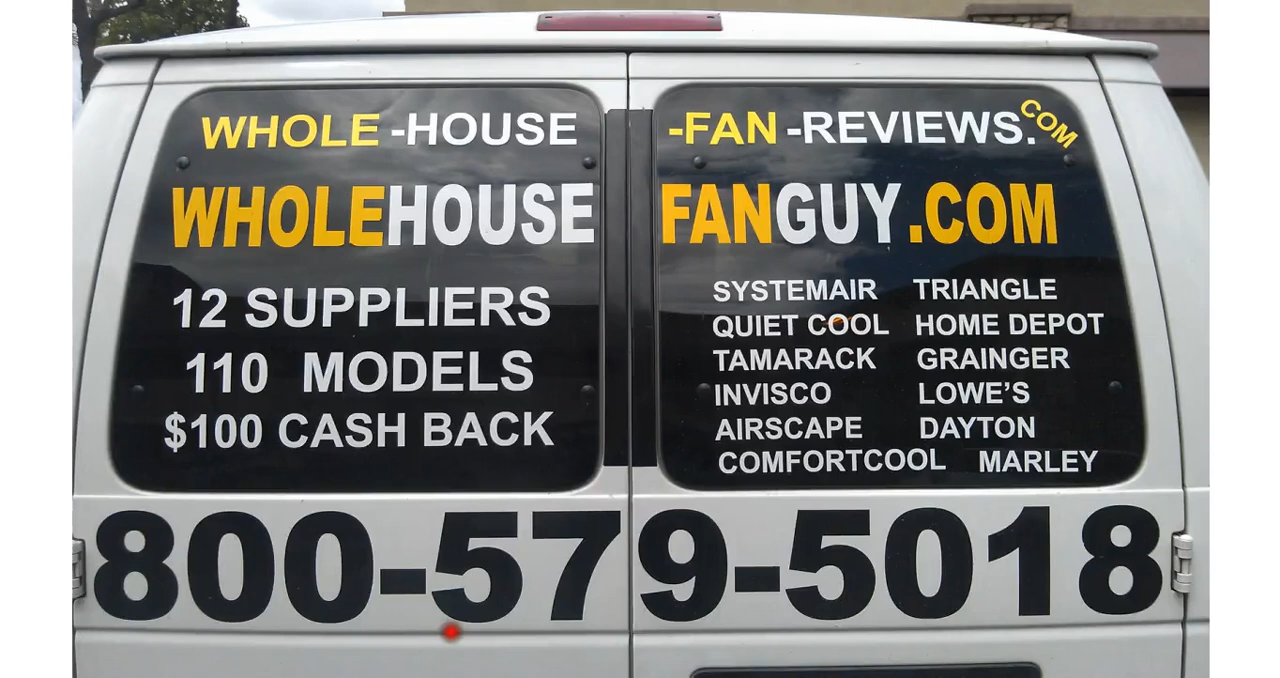 WHOLE-HOUSE-FAN-REVIEWS.COM
WHOLEHOUSE FANGUY.COM
12 SUPPLIERS
110 MODELS
$100 CASH BACK
SYSTEMAIR TRIANGLE
QUIET COOL HOME DEPOT
TAMARACK GRAINGER
INVISCO LOWE'S
AIRSCAPE DAYTON
COMFORTCOOL MARLEY
800-579-5018